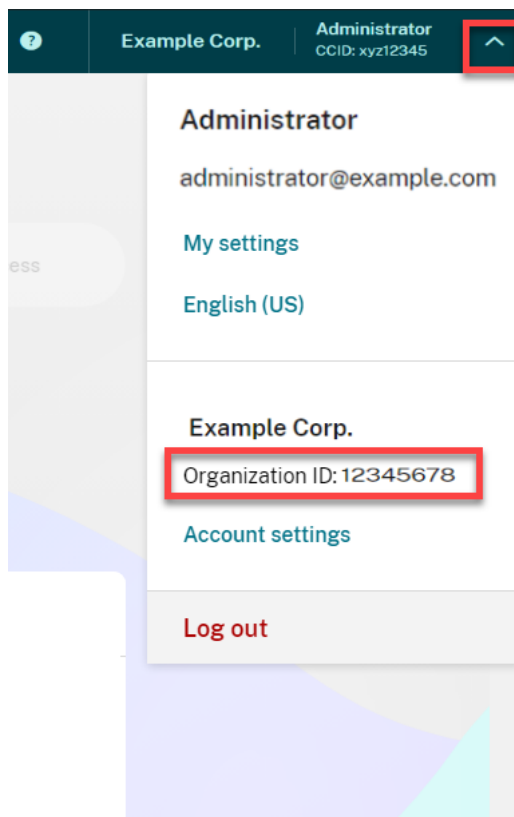 ?
Example Corp.
Administrator
CCID: xyz12345
Administrator
administrator@example.com
My settings
ess
English (US)
Example Corp.
Organization ID: 12345678
Account settings
Log out